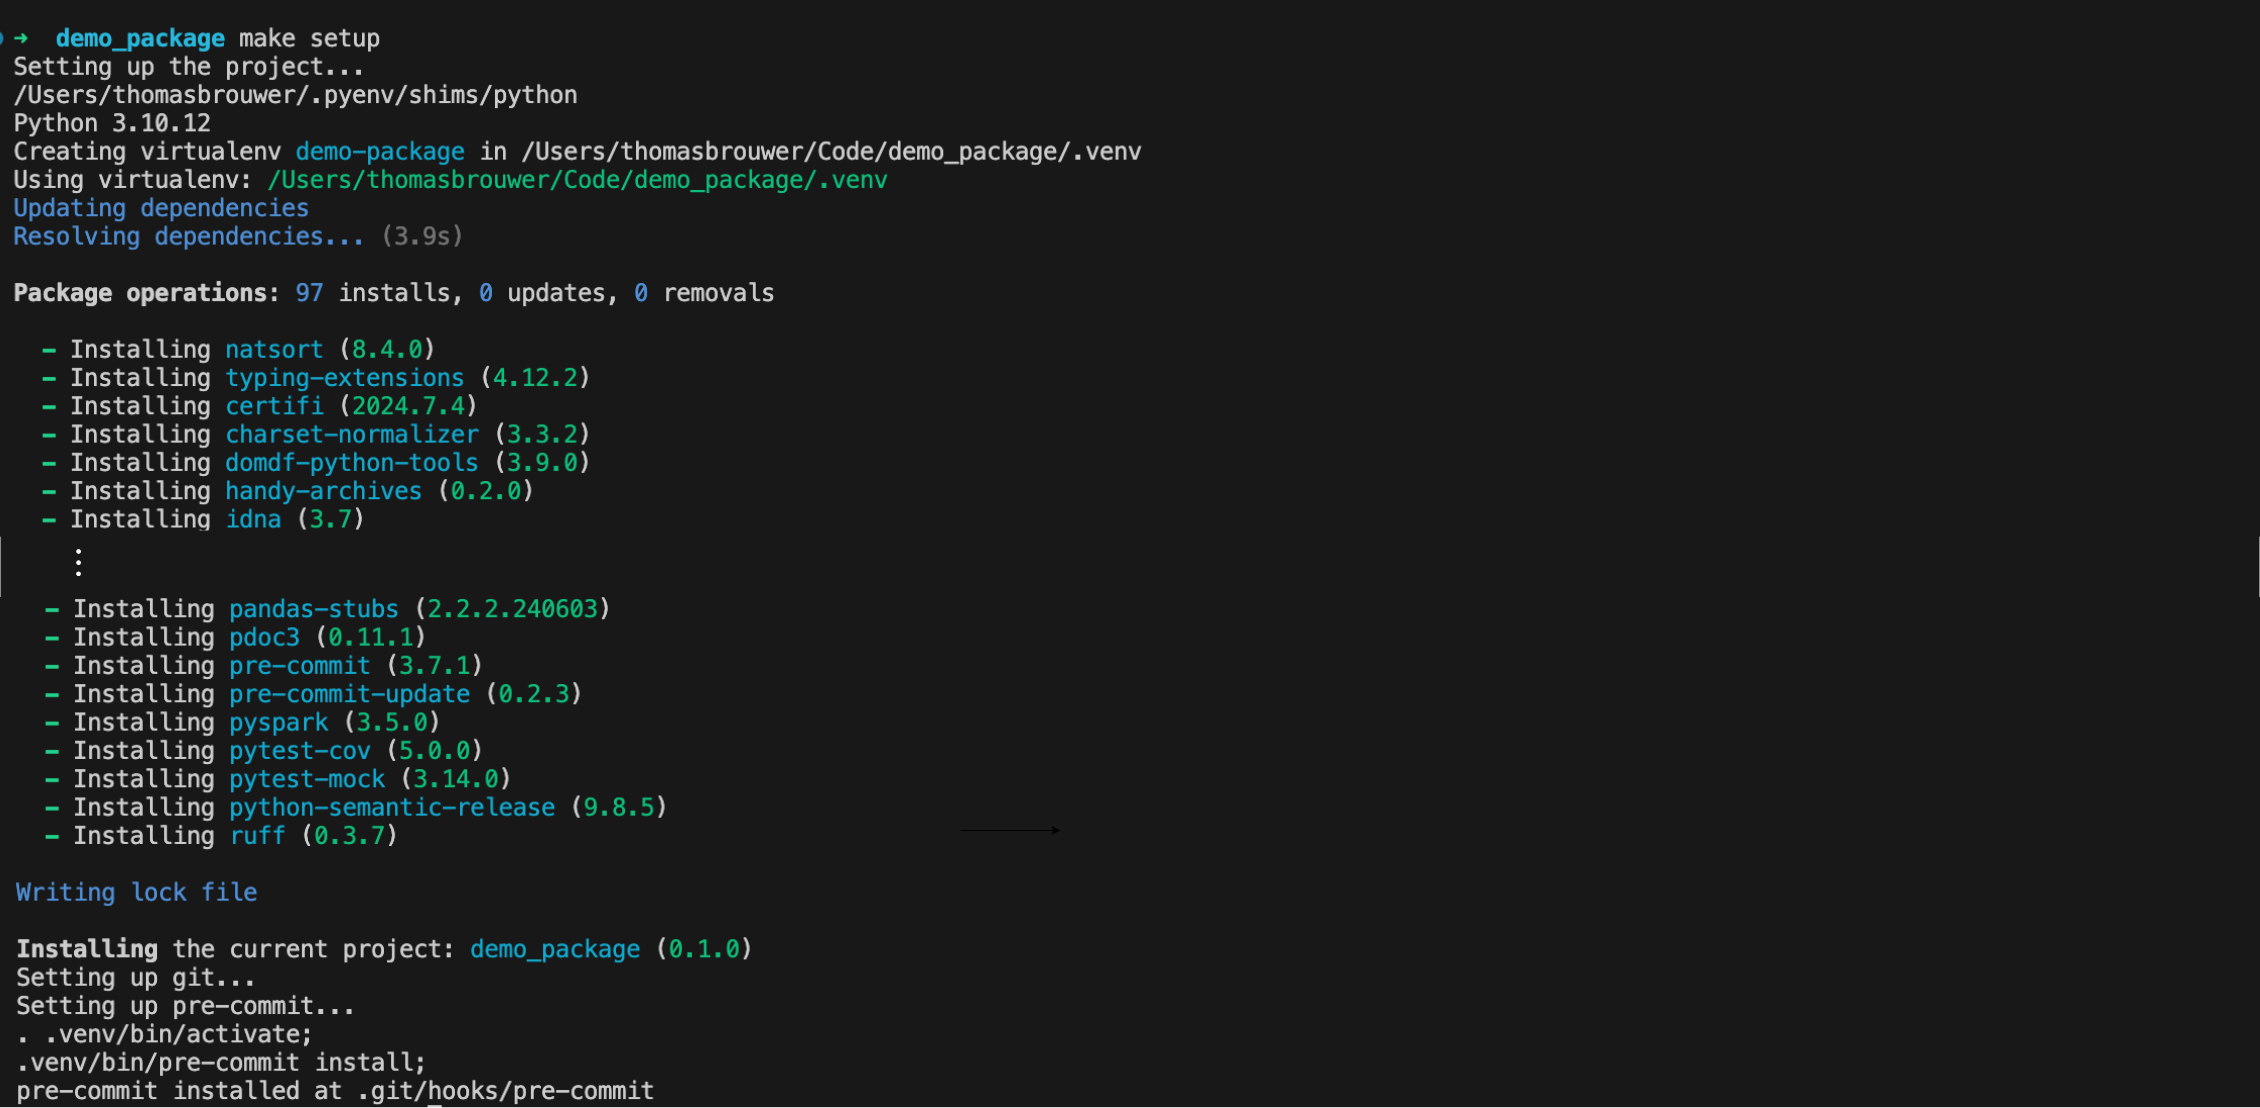 ➜ demo_package make setup
Setting up the project...
/Users/thomasbrouwer/.pyenv/shims/python
Python 3.10.12
Creating virtualenv demo-package in /Users/thomasbrouwer/Code/demo_package/.venv
Using virtualenv: /Users/thomasbrouwer/Code/demo_package/.venv
Updating dependencies
Resolving dependencies... (3.9s)
Package operations: 97 installs, 0 updates, 0 removals
- Installing natsort (8.4.0)
- Installing typing-extensions (4.12.2)
- Installing certifi (2024.7.4)
- Installing charset-normalizer (3.3.2)
- Installing domdf-python-tools (3.9.0)
- Installing handy-archives (0.2.0)
- Installing idna (3.7)
⋮
- Installing pandas-stubs (2.2.2.240603)
- Installing pdoc3 (0.11.1)
- Installing pre-commit (3.7.1)
- Installing pre-commit-update (0.2.3)
- Installing pyspark (3.5.0)
- Installing pytest-cov (5.0.0)
- Installing pytest-mock (3.14.0)
- Installing python-semantic-release (9.8.5)
- Installing ruff (0.3.7)
Writing lock file
Installing the current project: demo_package (0.1.0)
Setting up git...
Setting up pre-commit...
. .venv/bin/activate;
.venv/bin/pre-commit install;
pre-commit installed at .git/hooks/pre-commit